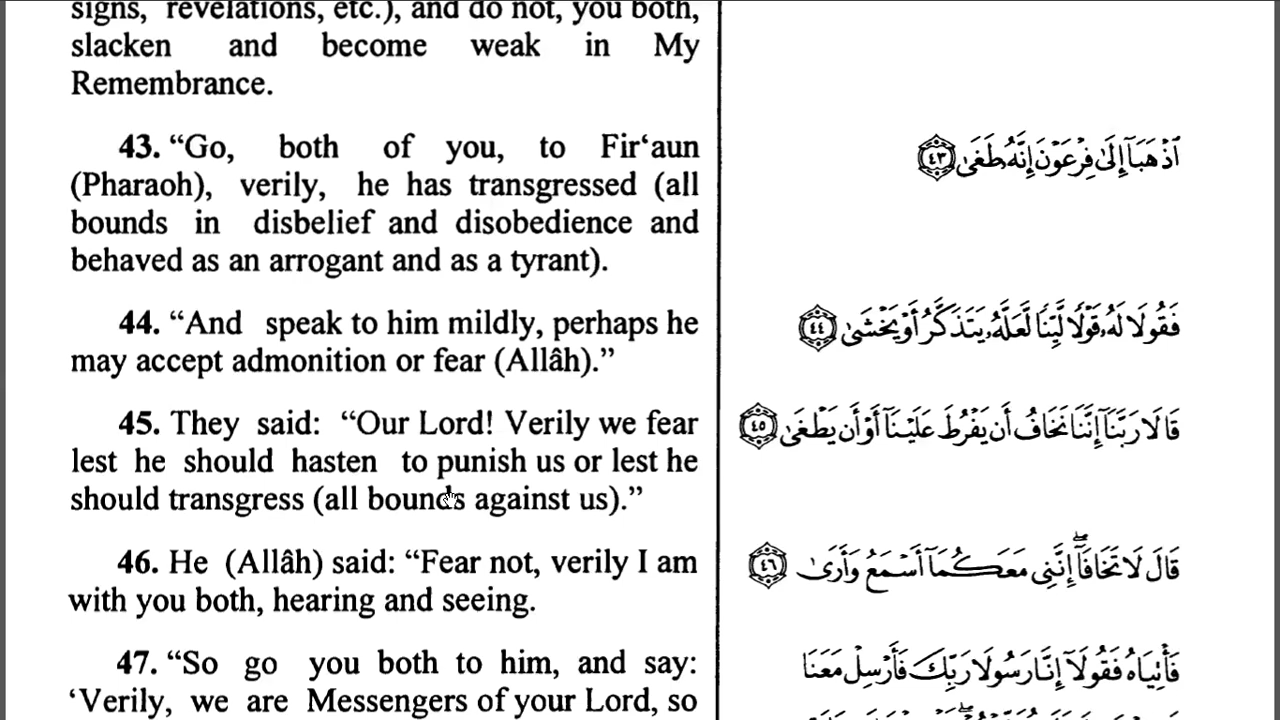 signs, revelations, etc.), and do not, you both,
slacken and become weak in My
Remembrance.
43. “Go, both of you, to Fir‘aun
(Pharaoh), verily, he has transgressed (all
bounds in disbelief and disobedience and
behaved as an arrogant and as a tyrant).
44. “And speak to him mildly, perhaps he
may accept admonition or fear (Allâh).”
45. They said: “Our Lord! Verily we fear
lest he should hasten to punish us or lest he
should transgress (all bounds against us).”
46. He (Allâh) said: “Fear not, verily I am
with you both, hearing and seeing.
47. “So go you both to him, and say:
‘Verily, we are Messengers of your Lord, so
ٱذْهَبَآ إِلَىٰ فِرْعَوْنَ إِنَّهُۥ طَغَىٰ ٤٣
فَقُولَا لَهُۥ قَوْلًا لَّيِّنًا لَّعَلَّهُۥ يَتَذَكَّرُ أَوْ يَخْشَىٰ ٤٤
قَالَا رَبَّنَآ إِنَّنَا نَخَافُ أَن يَفْرُطَ عَلَيْنَآ أَوْ أَن يَطْغَىٰ ٤٥
قَالَ لَا تَخَافَآ ۖ إِنَّنِى مَعَكُمَآ أَسْمَعُ وَأَرَىٰ ٤٦
فَأْتِيَاهُ فَقُولَآ إِنَّا رَسُولَا رَبِّكَ فَأَرْسِلْ مَعَنَا